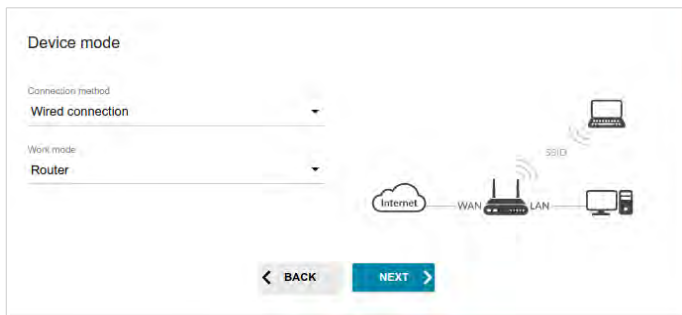 Device mode
Connection method
Wired connection
Work mode
Router
SSID
Internet
WAN
LAN
BACK
NEXT